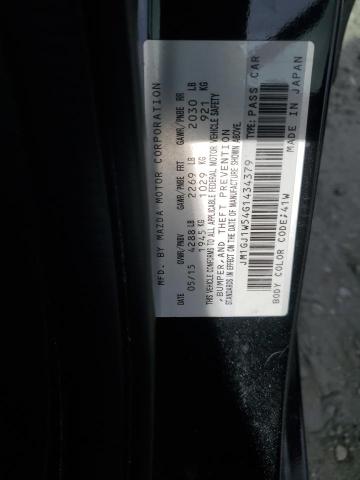 MFD. BY MAZDA MOTOR CORPORATION
DATE GVWR/PNBV GAWR/PNBE FRT GAWR/PNBE RR
05/15 4288 LB 2269 LB 2030 LB
1945 KG 1029 KG 921 KG
THIS VEHICLE CONFORMS TO ALL APPLICABLE FEDERAL MOTOR VEHICLE SAFETY
,BUMPER,AND THEFT PREVENTION
STANDARDS IN EFFECT ON THE DATE OF MANUFACTURE SHOWN ABOVE.
JM1GJ1W54G1434379 TYPE:PASS CAR
BODY COLOR CODE:41W MADE IN JAPAN